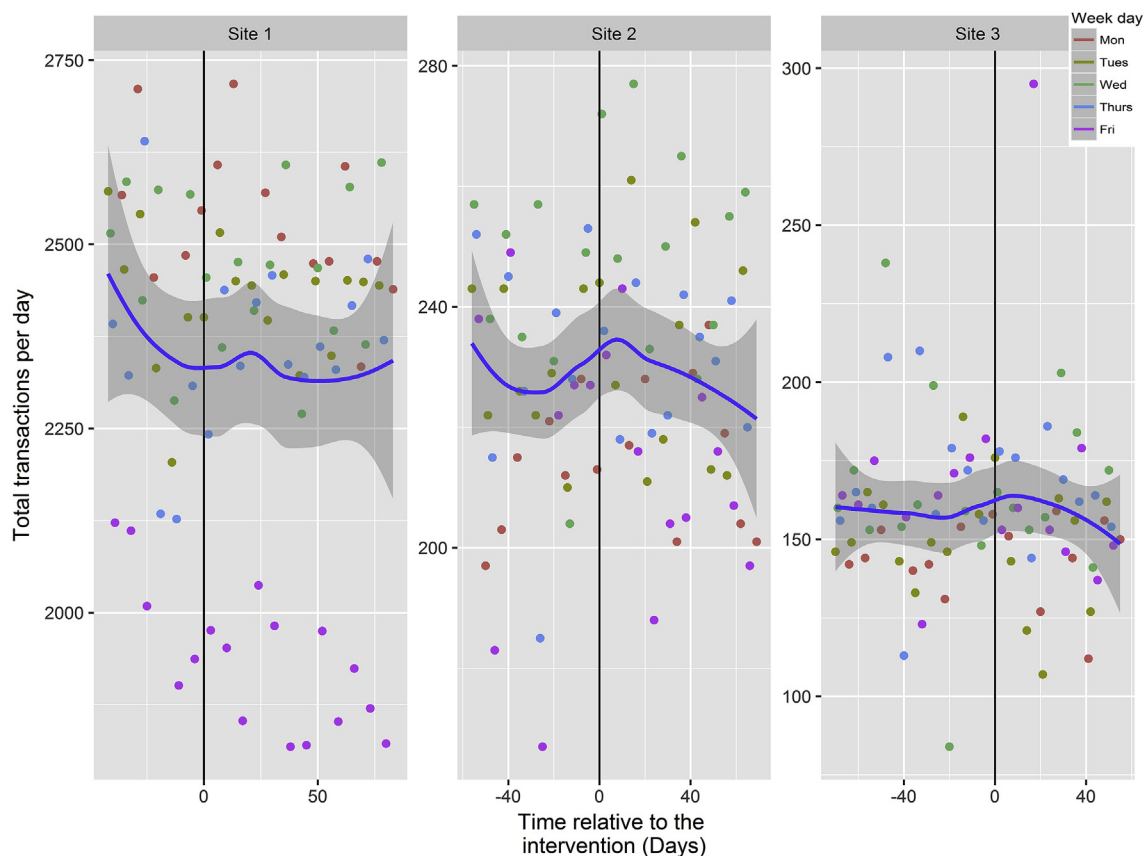 Week day
Mon
Tues
Wed
Thurs
Fri
Site 1
Site 2
Site 3
Total transactions per day
2750
2500
2250
2000
0
50
280
240
200
-40
0
40
300
250
200
150
100
-40
0
40
Time relative to the
intervention (Days)